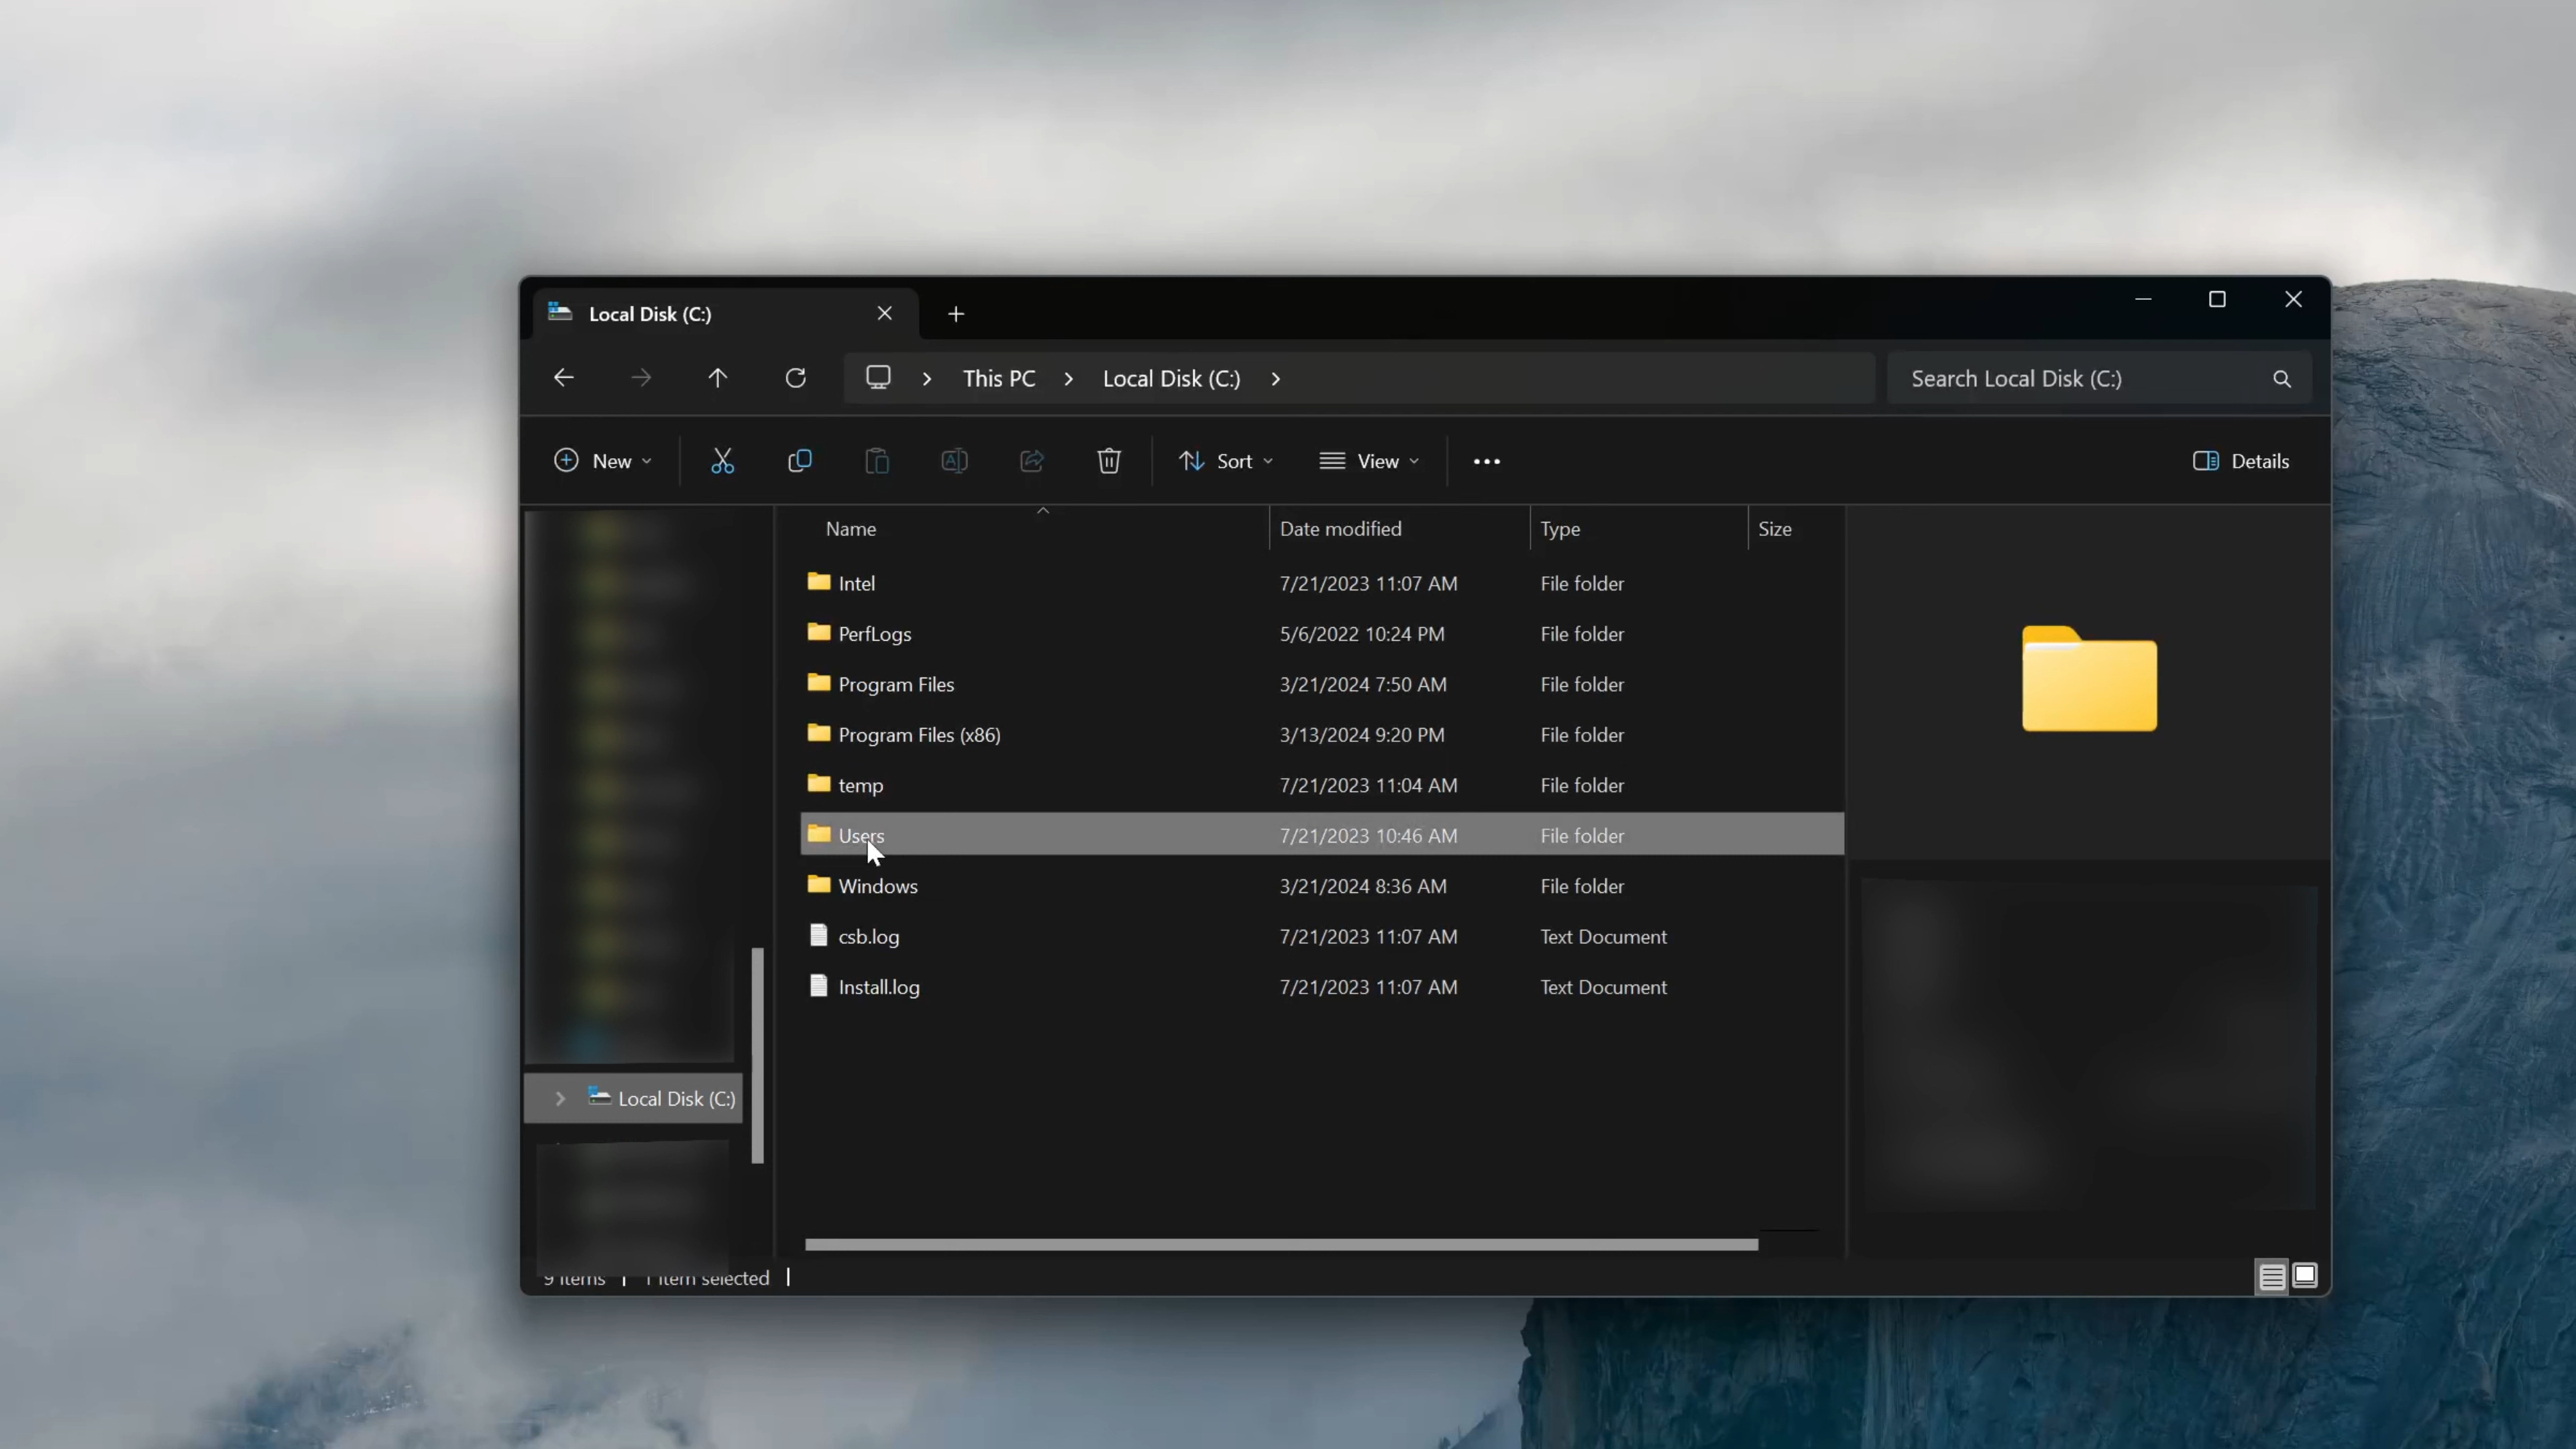 Local Disk (C:)
This PC > Local Disk (C:) >
Search Local Disk (C:)
New
Sort
View
Details
Name Date modified Type Size
Intel 7/21/2023 11:07 AM File folder
PerfLogs 5/6/2022 10:24 PM File folder
Program Files 3/21/2024 7:50 AM File folder
Program Files (x86) 3/13/2024 9:20 PM File folder
temp 7/21/2023 11:04 AM File folder
Users 7/21/2023 10:46 AM File folder
Windows 3/21/2024 8:36 AM File folder
csb.log 7/21/2023 11:07 AM Text Document
Install.log 7/21/2023 11:07 AM Text Document
Local Disk (C:)
9 items 1 item selected